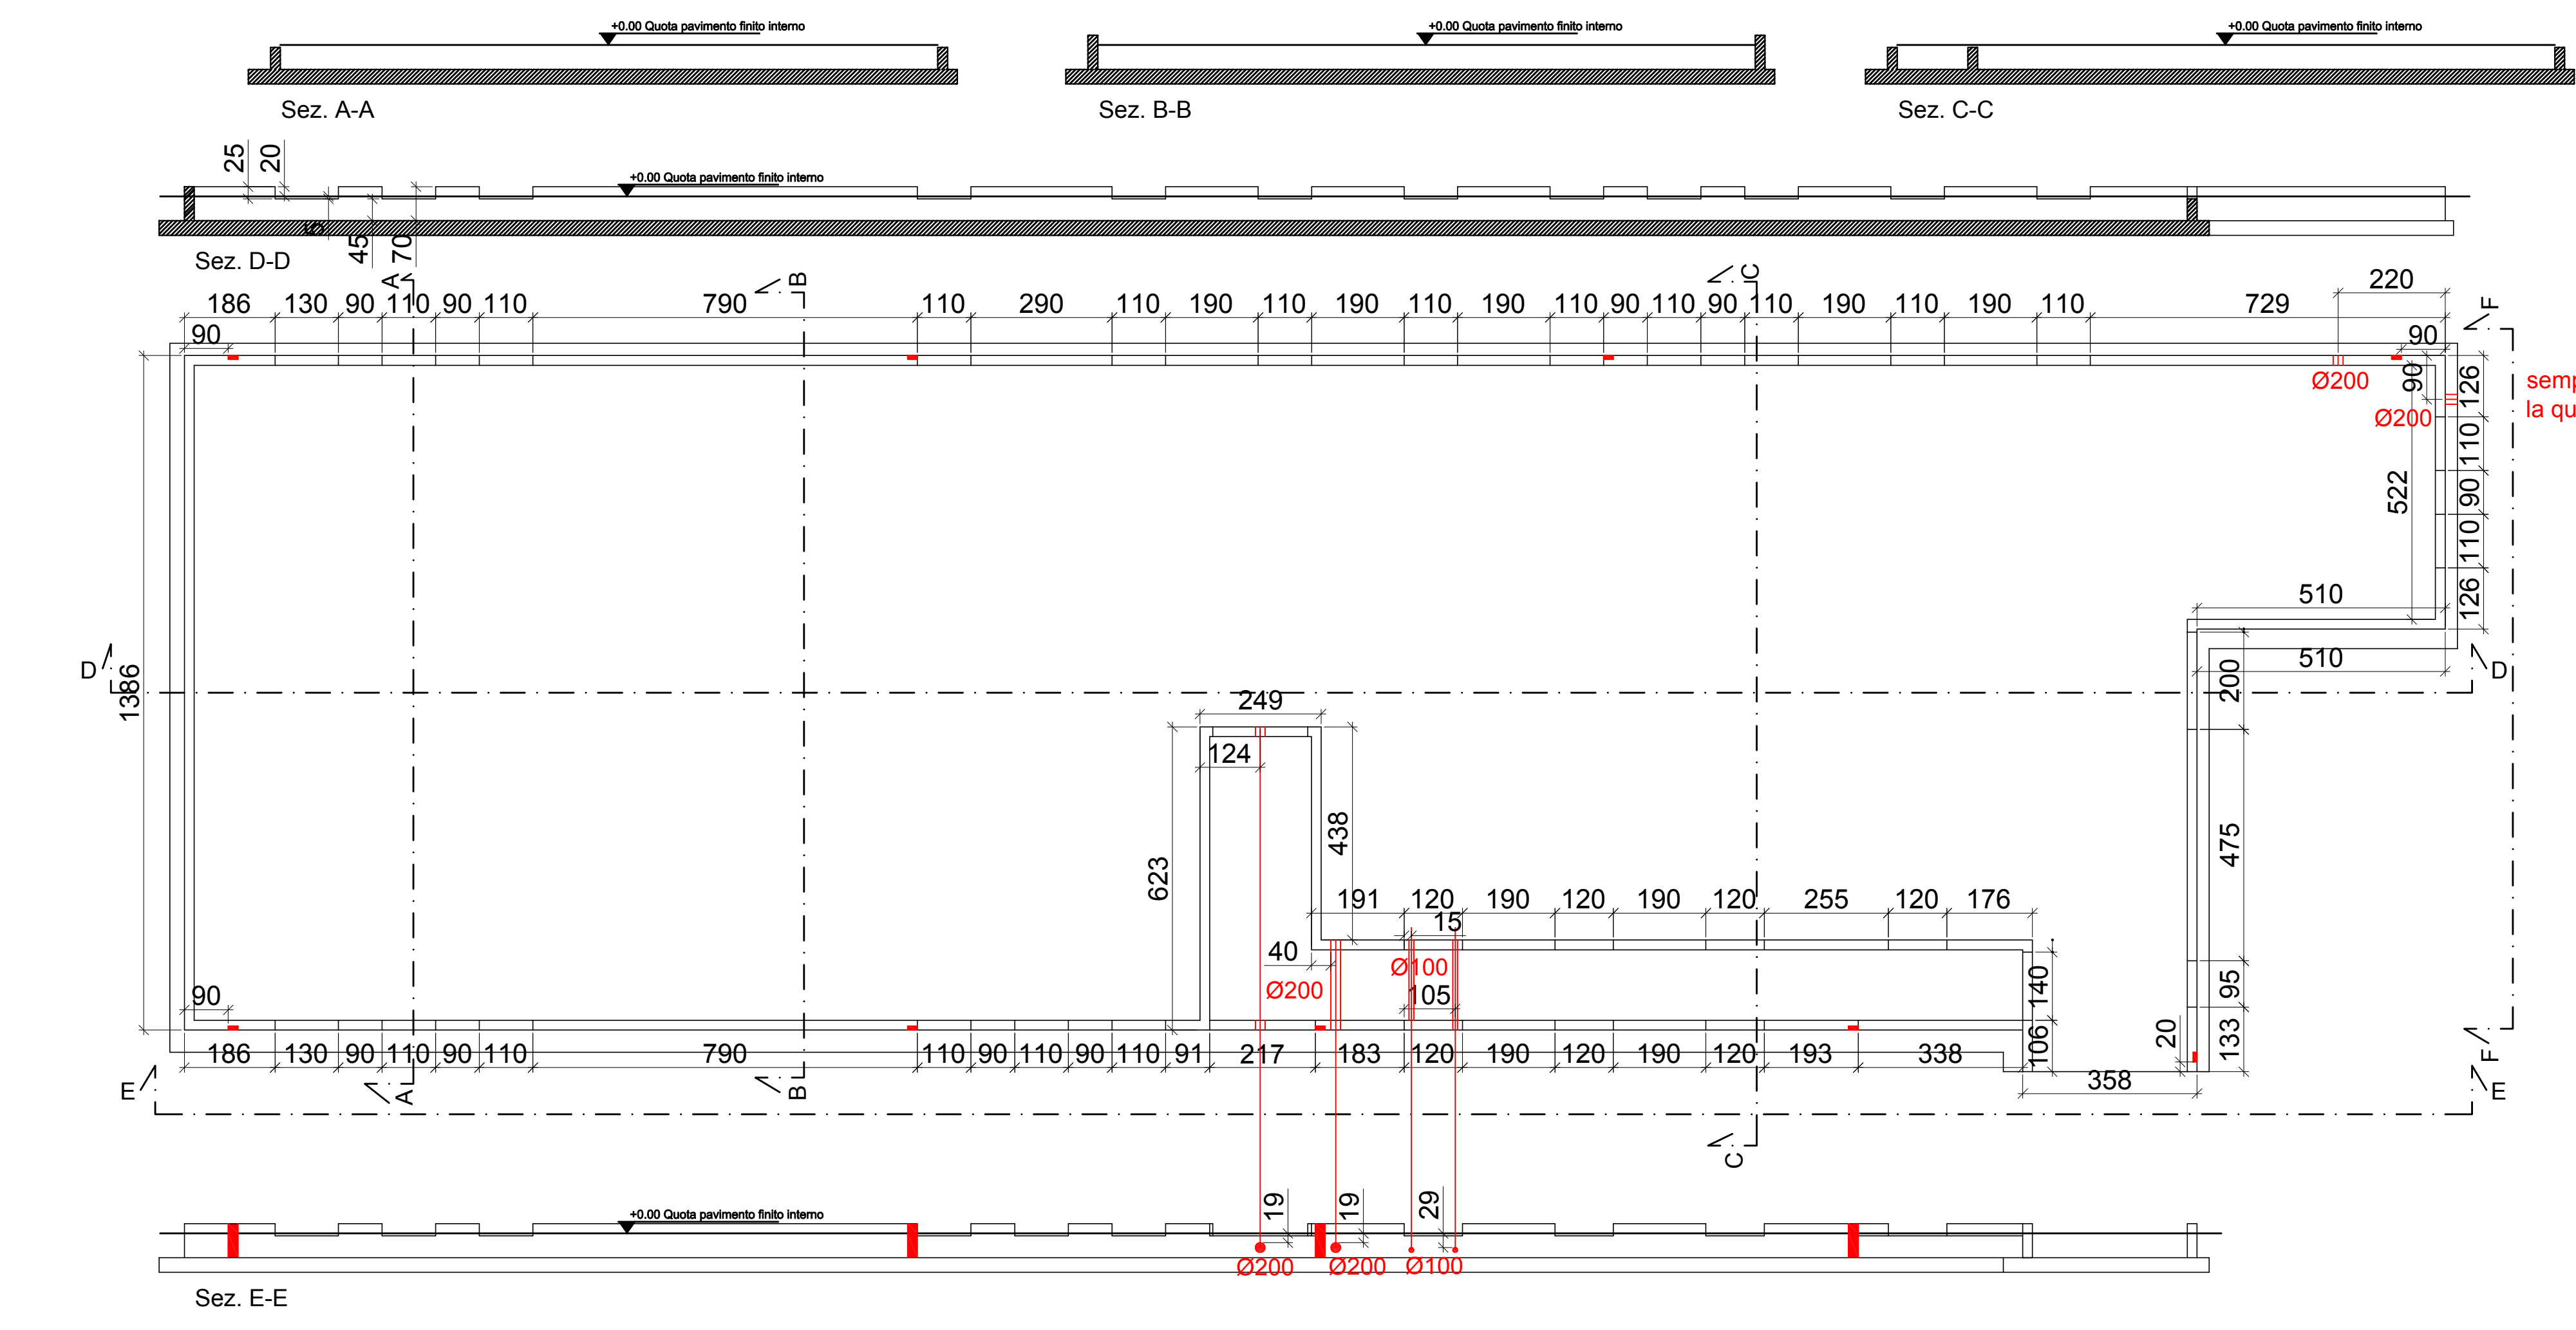 +0.00 Quota pavimento finito interno
+0.00 Quota pavimento finito interno
+0.00 Quota pavimento finito interno
Sez. A-A
Sez. B-B
Sez. C-C
25 20
+0.00 Quota pavimento finito interno
5 45 70
Sez. D-D
A B C
220
186 130 90 110 90 110 790 110 290 110 190 110 190 110 190 110 90 110 90 110 190 110 190 110 729
F
90 90
Ø200 90 126
Ø200
la qu
110
522 90
110
510 126
D 1386 200 510 D
249
124
438
623 475
191 120 190 120 190 120 255 120 176
15
40 Ø100
Ø200 140 95
90 105
20 133
106
186 130 90 110 90 110 790 110 90 110 90 110 91 217 183 120 190 120 190 120 193 338
F
358
E A B E
C
19 19 29
+0.00 Quota pavimento finito interno
Ø200 Ø200 Ø100
Sez. E-E